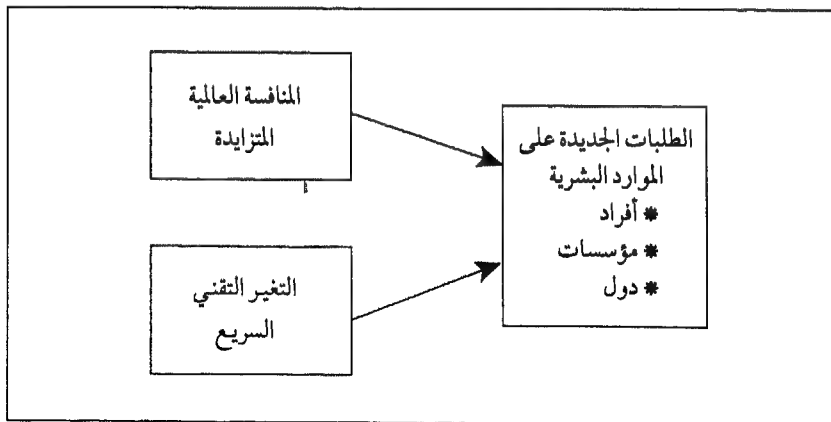 المنافسة العالمية
المتزايدة
الطلبات الجديدة على
الموارد البشرية
* أفراد
* مؤسسات
* دول
التغير التقني
السريع